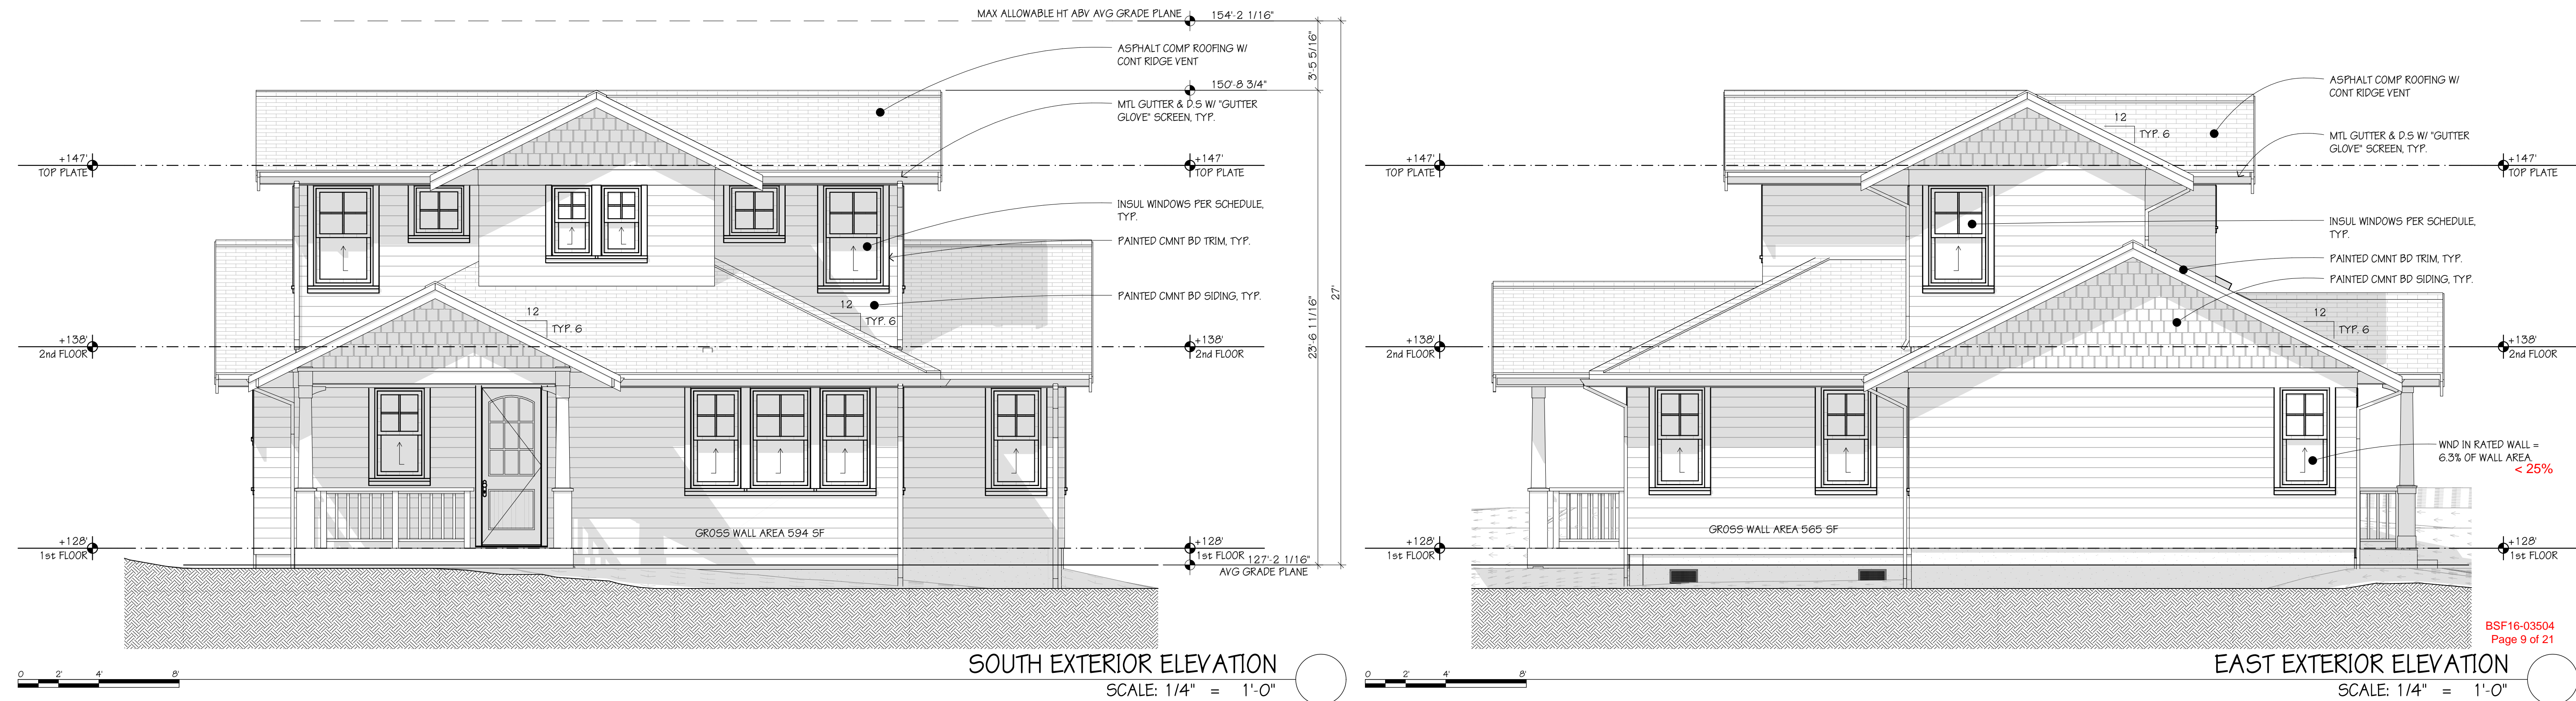 MAX ALLOWABLE HT ABV AVG GRADE PLANE
154'-2 1/16"
ASPHALT COMP ROOFING W/
CONT RIDGE VENT
3'-5 5/16"
150'-8 3/4"
MTL GUTTER & D.S W/ "GUTTER
GLOVE" SCREEN, TYP.
+147'
TOP PLATE
+147'
TOP PLATE
INSUL WINDOWS PER SCHEDULE,
TYP.
PAINTED CMNT BD TRIM, TYP.
PAINTED CMNT BD SIDING, TYP.
12
TYP. 6
12
TYP. 6
23'-6 11/16"
27'
+138'
2nd FLOOR
+138'
2nd FLOOR
GROSS WALL AREA 594 SF
+128'
1st FLOOR
+128'
1st FLOOR
127'-2 1/16"
AVG GRADE PLANE
SOUTH EXTERIOR ELEVATION
SCALE: 1/4" = 1'-0"
0 2' 4' 8'
ASPHALT COMP ROOFING W/
CONT RIDGE VENT
12
TYP. 6
MTL GUTTER & D.S W/ "GUTTER
GLOVE" SCREEN, TYP.
+147'
TOP PLATE
+147'
TOP PLATE
INSUL WINDOWS PER SCHEDULE,
TYP.
PAINTED CMNT BD TRIM, TYP.
PAINTED CMNT BD SIDING, TYP.
12
TYP. 6
+138'
2nd FLOOR
+138'
2nd FLOOR
WND IN RATED WALL =
6.3% OF WALL AREA.
< 25%
GROSS WALL AREA 565 SF
+128'
1st FLOOR
+128'
1st FLOOR
BSF16-03504
Page 9 of 21
EAST EXTERIOR ELEVATION
SCALE: 1/4" = 1'-0"
0 2' 4' 8'